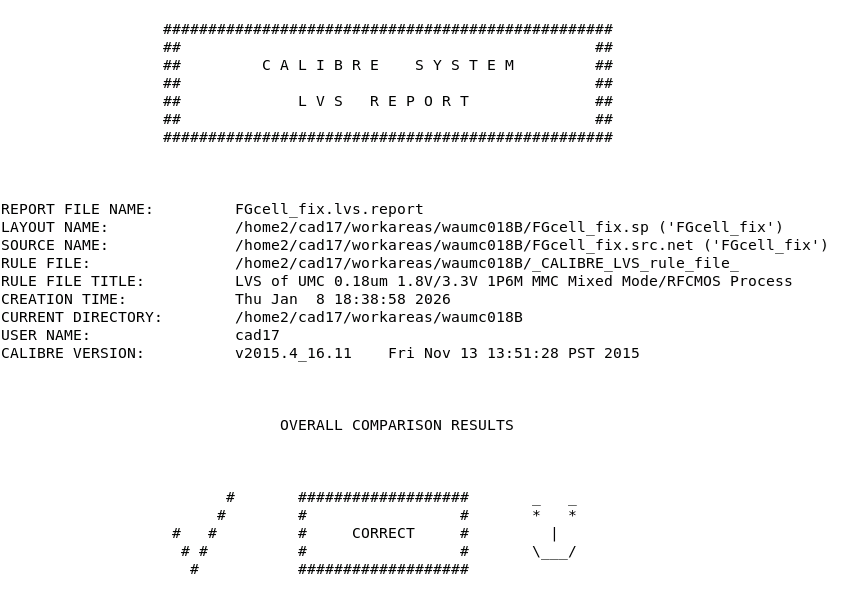 ##################################################
##                                              ##
##         C A L I B R E    S Y S T E M         ##
##                                              ##
##             L V S   R E P O R T              ##
##                                              ##
##################################################
REPORT FILE NAME:         FGcell_fix.lvs.report
LAYOUT NAME:              /home2/cad17/workareas/waumc018B/FGcell_fix.sp ('FGcell_fix')
SOURCE NAME:              /home2/cad17/workareas/waumc018B/FGcell_fix.src.net ('FGcell_fix')
RULE FILE:                /home2/cad17/workareas/waumc018B/_CALIBRE_LVS_rule_file_
RULE FILE TITLE:          LVS of UMC 0.18um 1.8V/3.3V 1P6M MMC Mixed Mode/RFCMOS Process
CREATION TIME:            Thu Jan  8 18:38:58 2026
CURRENT DIRECTORY:        /home2/cad17/workareas/waumc018B
USER NAME:                cad17
CALIBRE VERSION:          v2015.4_16.11    Fri Nov 13 13:51:28 PST 2015
OVERALL COMPARISON RESULTS
      #       ###################       _   _
     #        #                 #       *   *
#   #         #     CORRECT     #         |
 # #          #                 #       \___/
  #           ###################